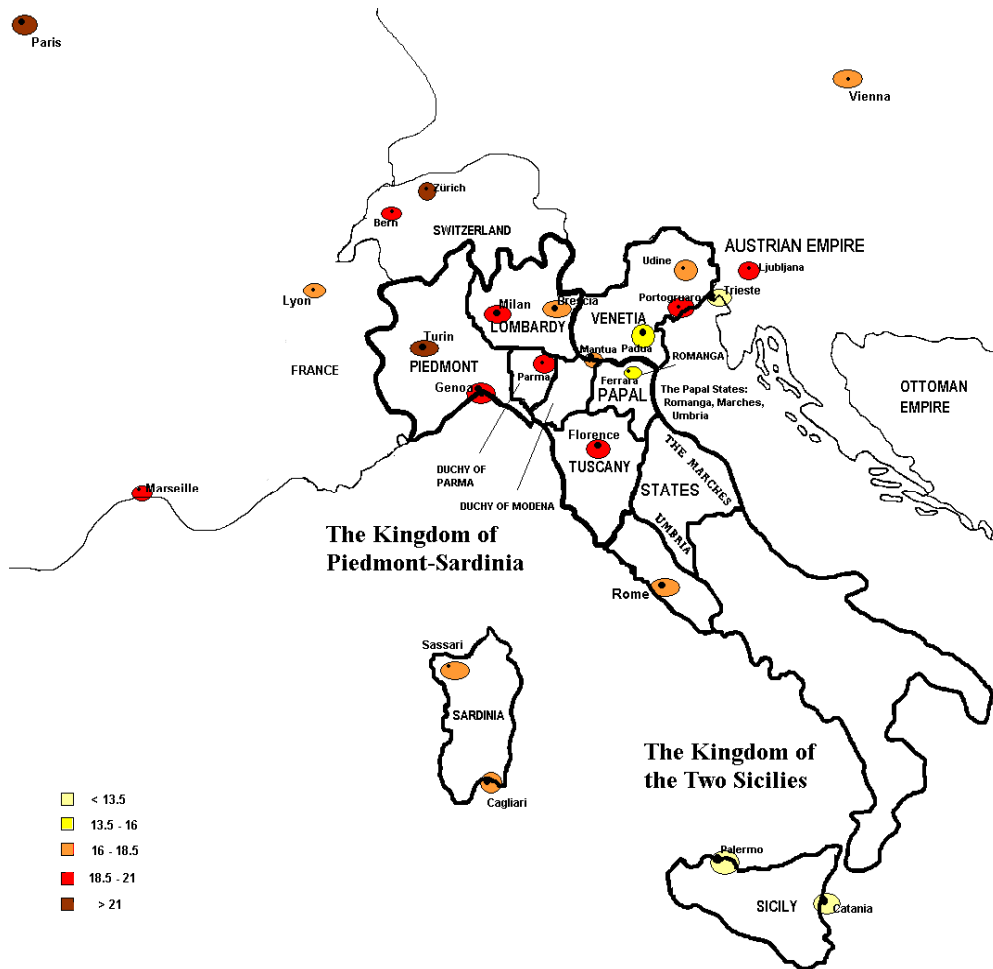 Paris
Vienna
Zürich
Bern
SWITZERLAND
AUSTRIAN EMPIRE
Udine
Ljubljana
Lyon
Milan
Brescia
Portogruaro
Trieste
LOMBARDY
VENETIA
Turin
Padua
Mantua
ROMANGA
PIEDMONT
FRANCE
Parma
Genoa
Ferrara
PAPAL
The Papal States:
Romanga, Marches,
Umbria
OTTOMAN
EMPIRE
Florence
TUSCANY
THE MARCHES
DUCHY OF
PARMA
STATES
Marseille
DUCHY OF MODENA
UMBRIA
The Kingdom of
Piedmont-Sardinia
Rome
Sassari
SARDINIA
The Kingdom of
the Two Sicilies
Cagliari
< 13.5
13.5 - 16
16 - 18.5
18.5 - 21
> 21
Palermo
SICILY
Catania